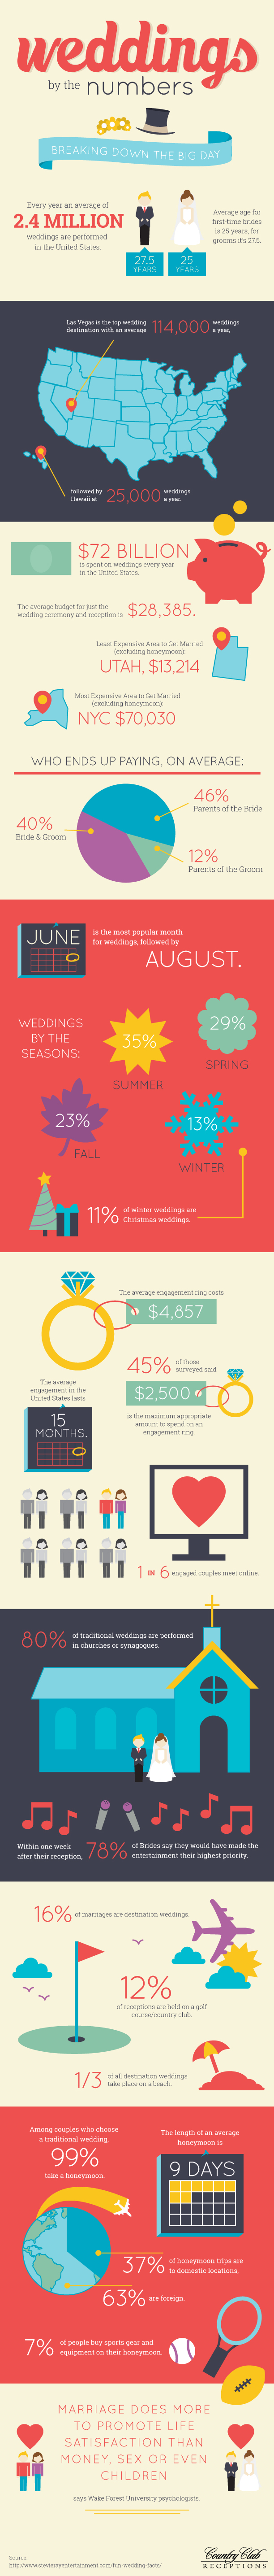 weddings
by the numbers
BREAKING DOWN THE BIG DAY
Every year an average of
2.4 MILLION
weddings are performed
in the United States.
27.5
YEARS
25
YEARS
Average age for
first-time brides
is 25 years, for
grooms it's 27.5.
Las Vegas is the top wedding
destination with an average
114,000
weddings
a year,
followed by
Hawaii at
25,000
weddings
a year.
$72 BILLION
is spent on weddings every year
in the United States.
The average budget for just the
wedding ceremony and reception is
$28,385.
Least Expensive Area to Get Married
(excluding honeymoon):
UTAH, $13,214
Most Expensive Area to Get Married
(excluding honeymoon):
NYC $70,030
WHO ENDS UP PAYING, ON AVERAGE:
46%
Parents of the Bride
40%
Bride & Groom
12%
Parents of the Groom
JUNE
is the most popular month
for weddings, followed by
AUGUST.
WEDDINGS
BY THE
SEASONS:
35%
SUMMER
29%
SPRING
23%
FALL
13%
WINTER
11%
of winter weddings are
Christmas weddings.
The average engagement ring costs
$4,857
45%
of those
surveyed said
$2,500
is the maximum appropriate
amount to spend on an
engagement ring.
The average
engagement in the
United States lasts
15
MONTHS.
1 IN 6 engaged couples meet online.
80%
of traditional weddings are performed
in churches or synagogues.
Within one week
after their reception,
78%
of Brides say they would have made the
entertainment their highest priority.
16% of marriages are destination weddings.
12%
of receptions are held on a golf
course/country club.
1/3
of all destination weddings
take place on a beach.
Among couples who choose
a traditional wedding,
99%
take a honeymoon.
The length of an average
honeymoon is
9 DAYS
37%
of honeymoon trips are
to domestic locations,
63% are foreign.
7%
of people buy sports gear and
equipment on their honeymoon.
MARRIAGE DOES MORE
TO PROMOTE LIFE
SATISFACTION THAN
MONEY, SEX OR EVEN
CHILDREN
says Wake Forest University psychologists.
Source:
http://www.stevierayentertainment.com/fun-wedding-facts/
Country Club
RECEPTIONS